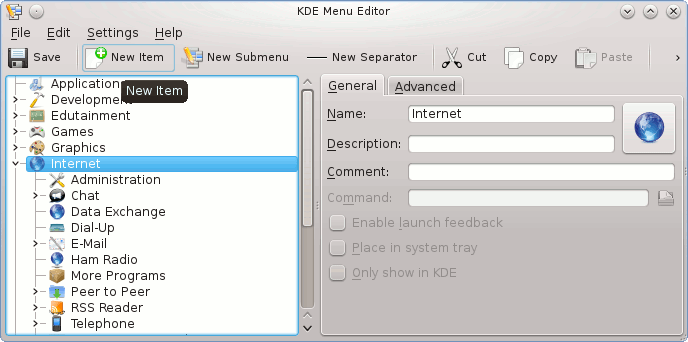 KDE Menu Editor
File Edit Settings Help
Save New Item New Submenu New Separator Cut Copy Paste
New Item
Application
Development
Edutainment
Games
Graphics
Internet
Administration
Chat
Data Exchange
Dial-Up
E-Mail
Ham Radio
More Programs
Peer to Peer
RSS Reader
Telephone
General Advanced
Name: Internet
Description:
Comment:
Command:
Enable launch feedback
Place in system tray
Only show in KDE